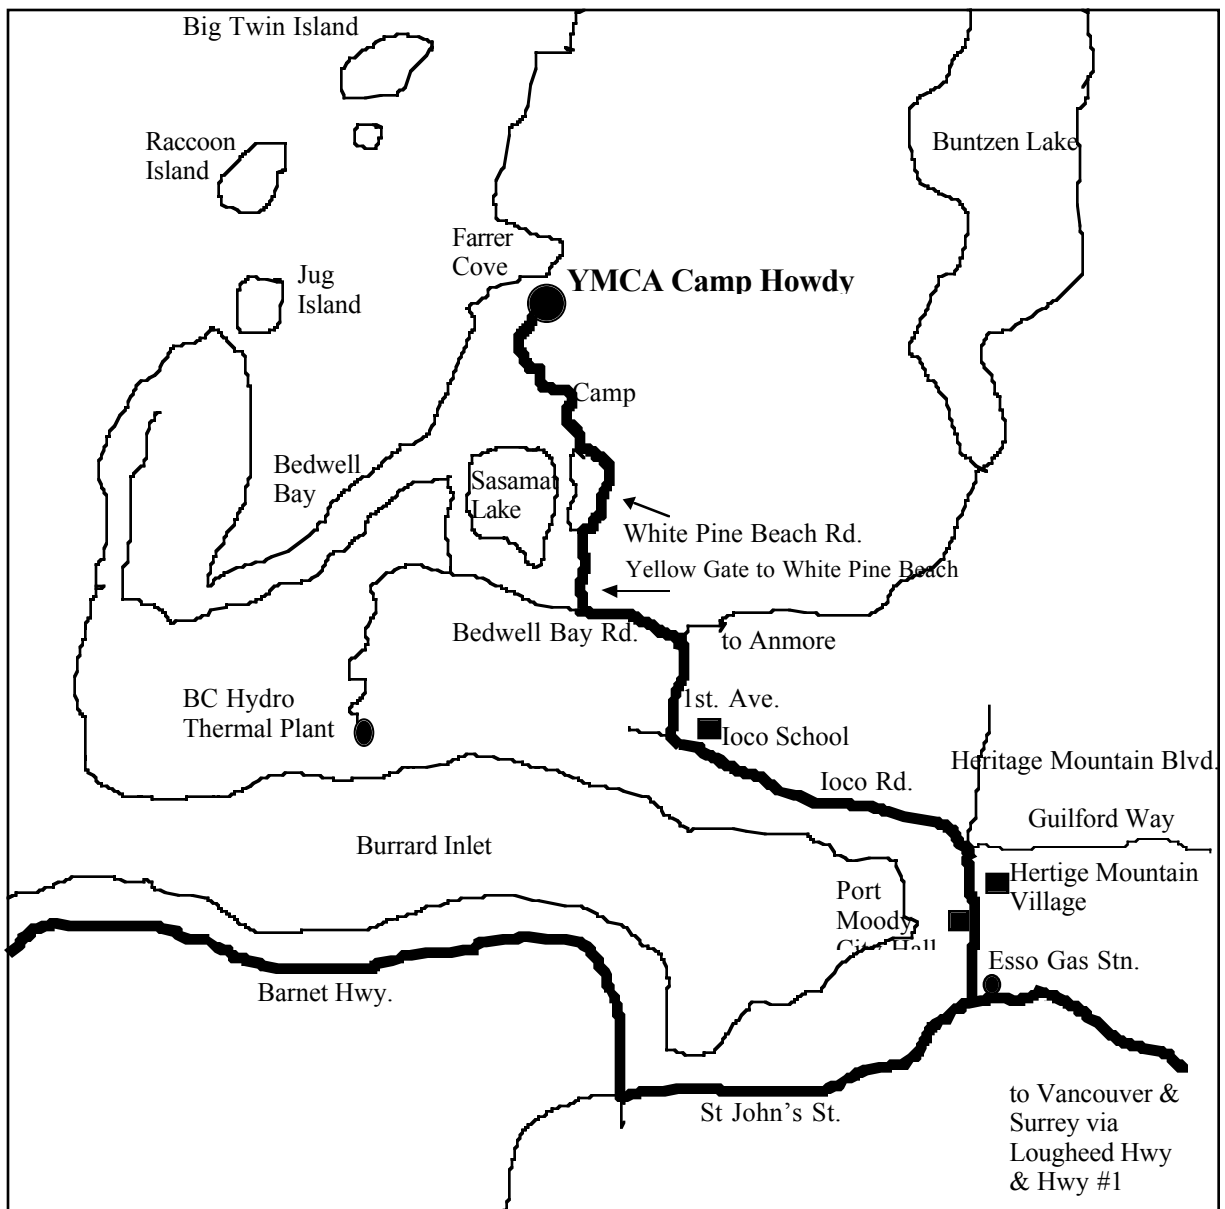 Big Twin Island
Raccoon
Island
Buntzen Lake
Farrer
Cove
Jug
Island
YMCA Camp Howdy
Camp
Bedwell
Bay
Sasamat
Lake
White Pine Beach Rd.
Yellow Gate to White Pine Beach
Bedwell Bay Rd.
to Anmore
BC Hydro
Thermal Plant
1st. Ave.
Ioco School
Ioco Rd.
Heritage Mountain Blvd.
Guilford Way
Burrard Inlet
Hertige Mountain
Village
Port
Moody
City Hall
Esso Gas Stn.
Barnet Hwy.
St John's St.
to Vancouver &
Surrey via
Lougheed Hwy
& Hwy #1